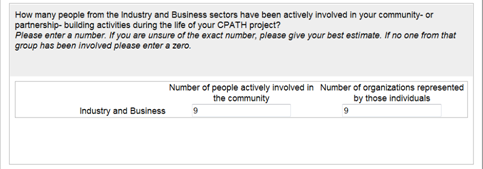 How many people from the Industry and Business sectors have been actively involved in your community- or
partnership- building activities during the life of your CPATH project?
Please enter a number. If you are unsure of the exact number, please give your best estimate. If no one from that
group has been involved please enter a zero.
Number of people actively involved in the community
Number of organizations represented by those individuals
Industry and Business 9 9